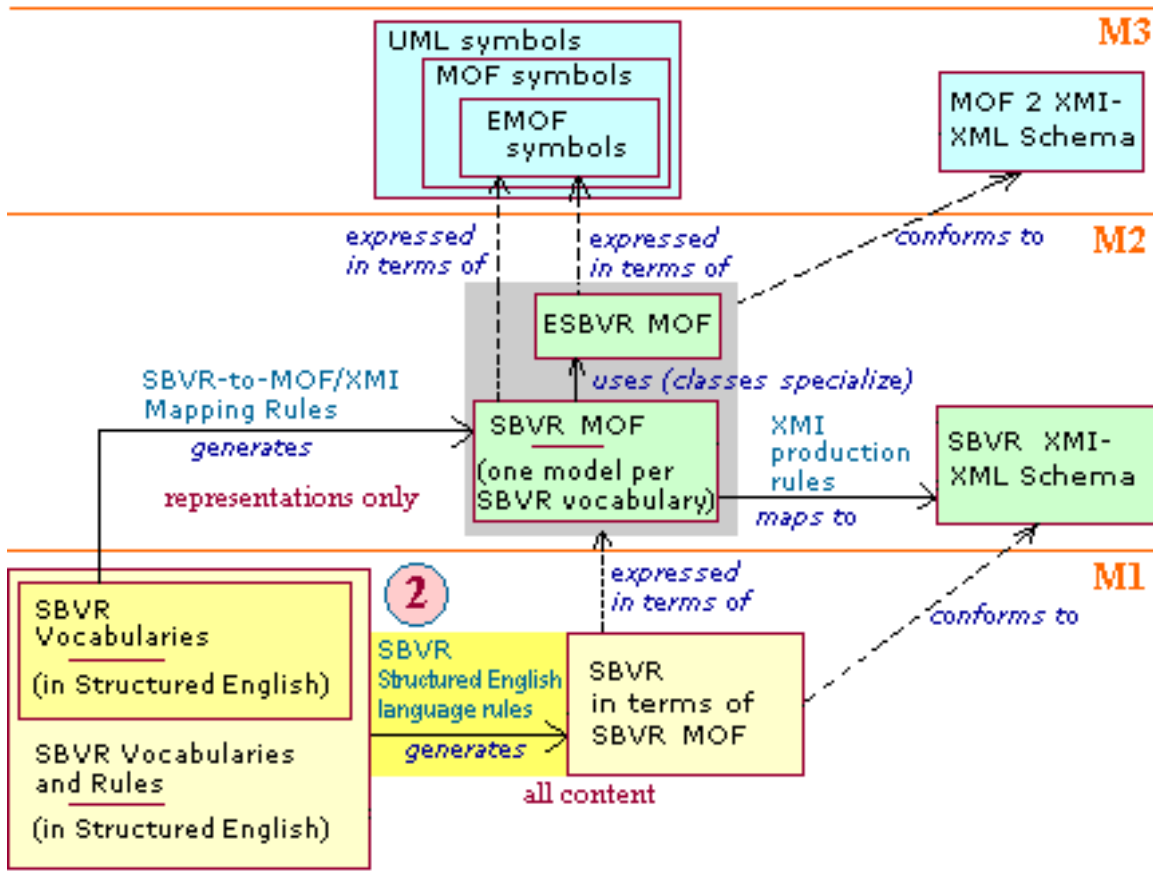 M3
UML symbols
MOF symbols
EMOF
symbols
MOF 2 XMI-
XML Schema
M2
expressed
in terms of
expressed
in terms of
conforms to
ESBVR MOF
uses (classes specialize)
SBVR-to-MOF/XMI
Mapping Rules
generates
representations only
SBVR MOF
(one model per
SBVR vocabulary)
XMI
production
rules
maps to
SBVR XMI-
XML Schema
M1
expressed
in terms of
conforms to
SBVR
Vocabularies
(in Structured English)
SBVR Vocabularies
and Rules
(in Structured English)
2
SBVR
Structured English
language rules
generates
all content
SBVR
in terms of
SBVR MOF